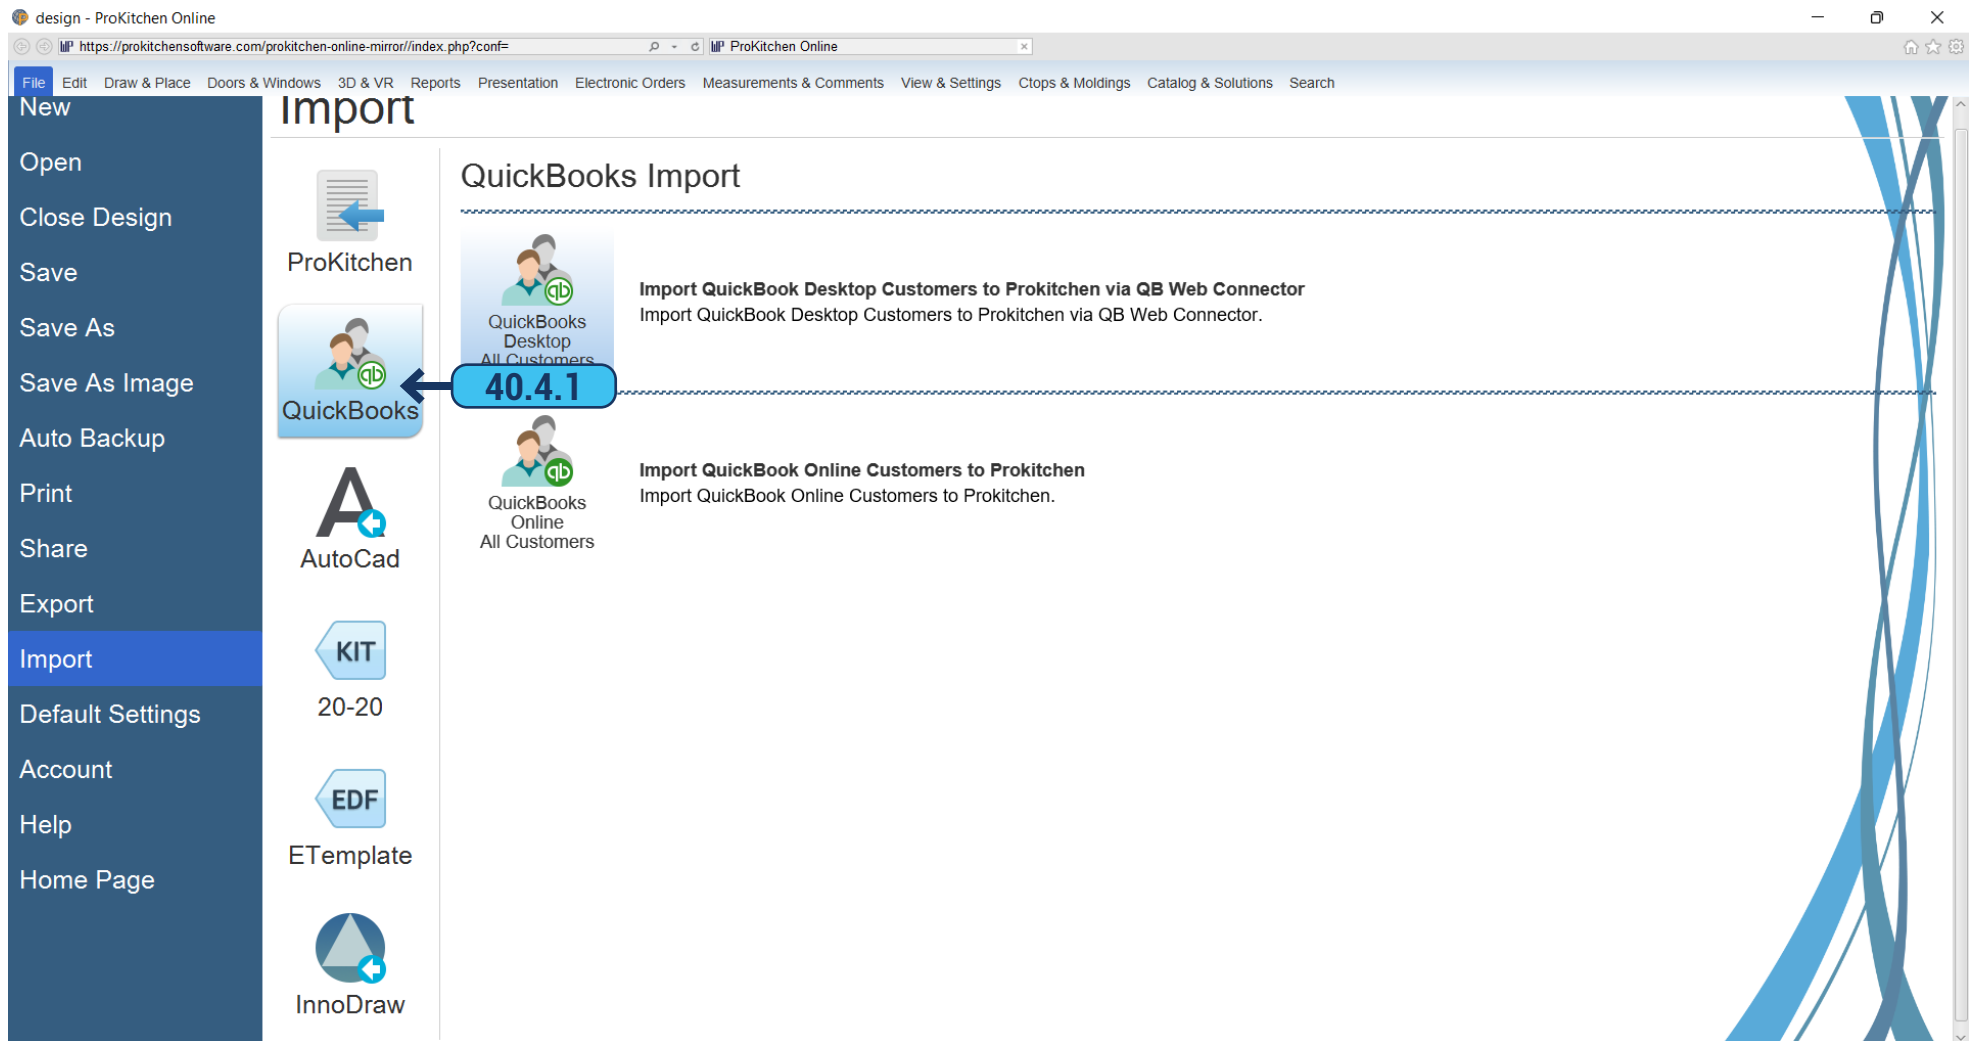 design - ProKitchen Online
https://prokitchensoftware.com/prokitchen-online-mirror//index.php?conf=
ProKitchen Online
File Edit Draw & Place Doors & Windows 3D & VR Reports Presentation Electronic Orders Measurements & Comments View & Settings Ctops & Moldings Catalog & Solutions Search
New
Open
Close Design
Save
Save As
Save As Image
Auto Backup
Print
Share
Export
Import
Default Settings
Account
Help
Home Page
Import
ProKitchen
QuickBooks
AutoCad
KIT
20-20
EDF
ETemplate
InnoDraw
QuickBooks Import
qb
QuickBooks
Desktop
All Customers
Import QuickBook Desktop Customers to Prokitchen via QB Web Connector
Import QuickBook Desktop Customers to Prokitchen via QB Web Connector.
40.4.1
qb
qb
QuickBooks
Online
All Customers
Import QuickBook Online Customers to Prokitchen
Import QuickBook Online Customers to Prokitchen.